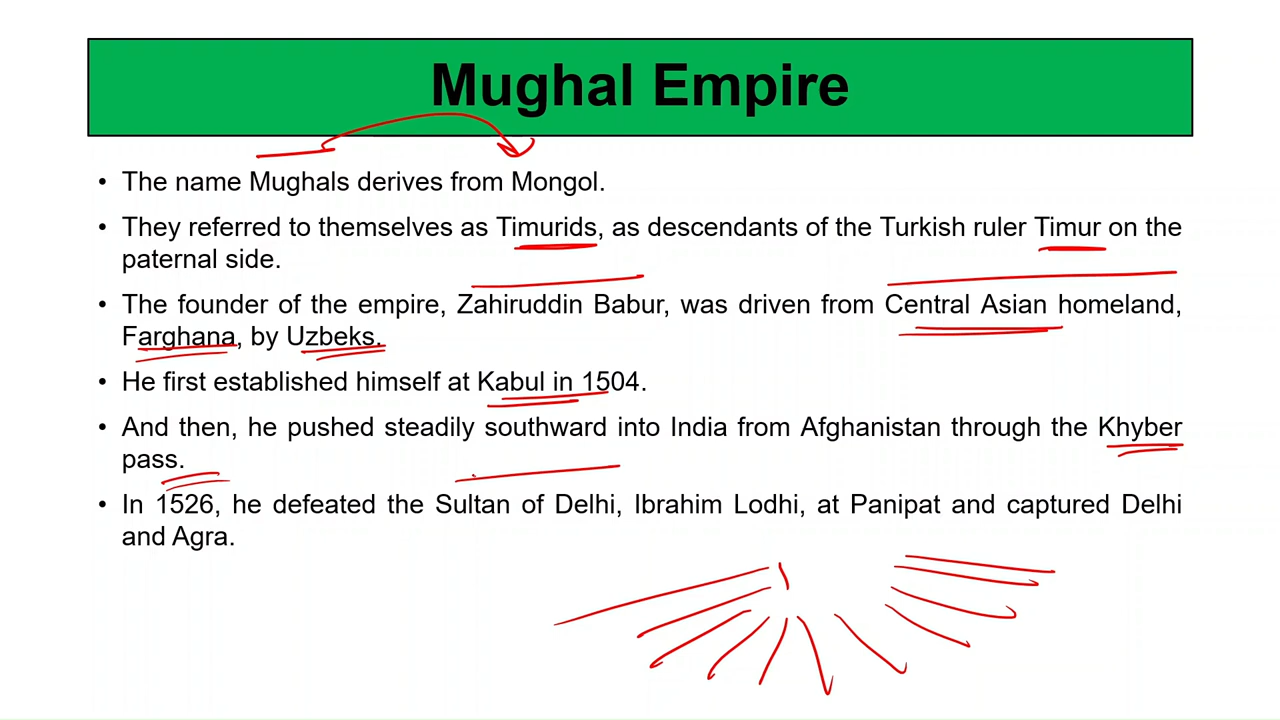 Mughal Empire
• The name Mughals derives from Mongol.
• They referred to themselves as Timurids, as descendants of the Turkish ruler Timur on the
paternal side.
• The founder of the empire, Zahiruddin Babur, was driven from Central Asian homeland,
Farghana, by Uzbeks.
• He first established himself at Kabul in 1504.
• And then, he pushed steadily southward into India from Afghanistan through the Khyber
pass.
• In 1526, he defeated the Sultan of Delhi, Ibrahim Lodhi, at Panipat and captured Delhi
and Agra.